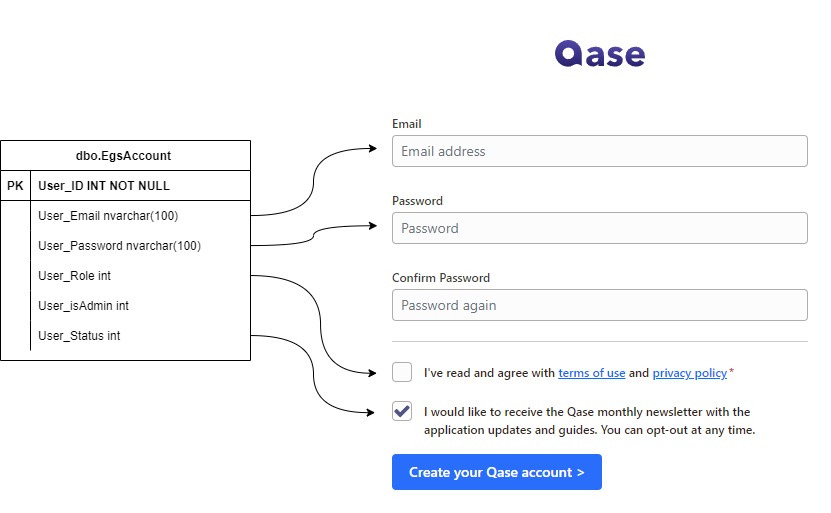 Qase
dbo.EgsAccount
PK User_ID INT NOT NULL
User_Email nvarchar(100)
User_Password nvarchar(100)
User_Role int
User_isAdmin int
User_Status int
Email
Email address
Password
Password
Confirm Password
Password again
I've read and agree with terms of use and privacy policy*
I would like to receive the Qase monthly newsletter with the
application updates and guides. You can opt-out at any time.
Create your Qase account >